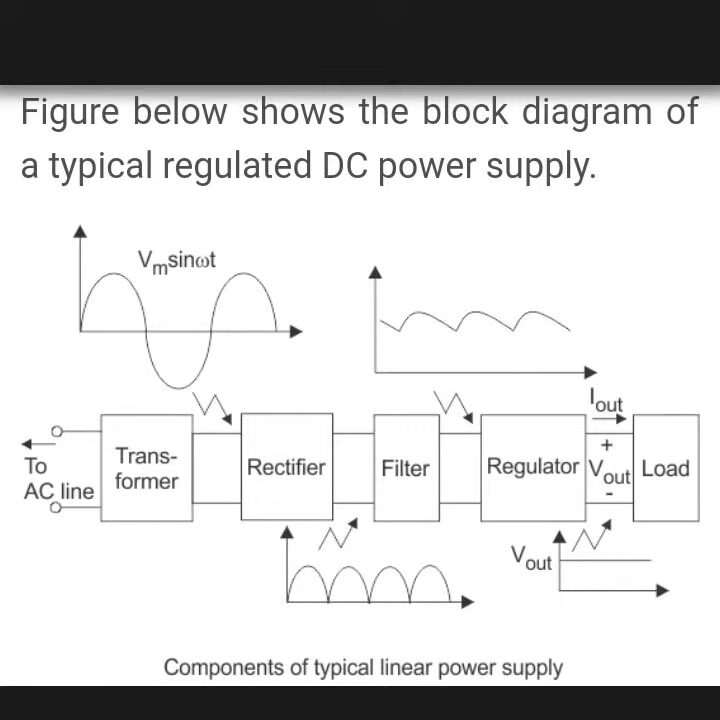 Figure below shows the block diagram of
a typical regulated DC power supply.
Vmsinωt
Iout
To
AC line
Trans-
former
Rectifier
Filter
Regulator
+
Vout
-
Load
Vout
Components of typical linear power supply